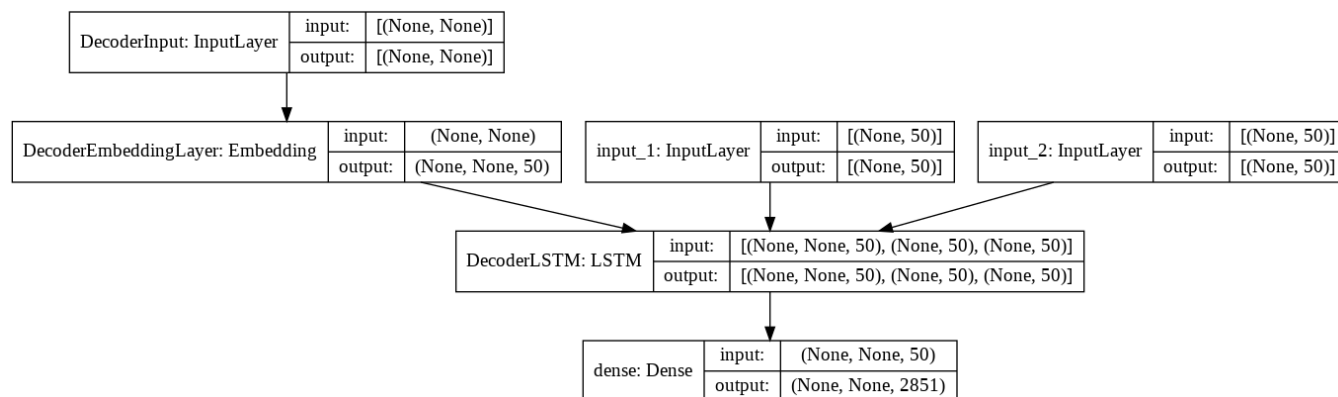 DecoderInput: InputLayer
input: [(None, None)]
output: [(None, None)]
DecoderEmbeddingLayer: Embedding
input: (None, None)
output: (None, None, 50)
input_1: InputLayer
input: [(None, 50)]
output: [(None, 50)]
input_2: InputLayer
input: [(None, 50)]
output: [(None, 50)]
DecoderLSTM: LSTM
input: [(None, None, 50), (None, 50), (None, 50)]
output: [(None, None, 50), (None, 50), (None, 50)]
dense: Dense
input: (None, None, 50)
output: (None, None, 2851)